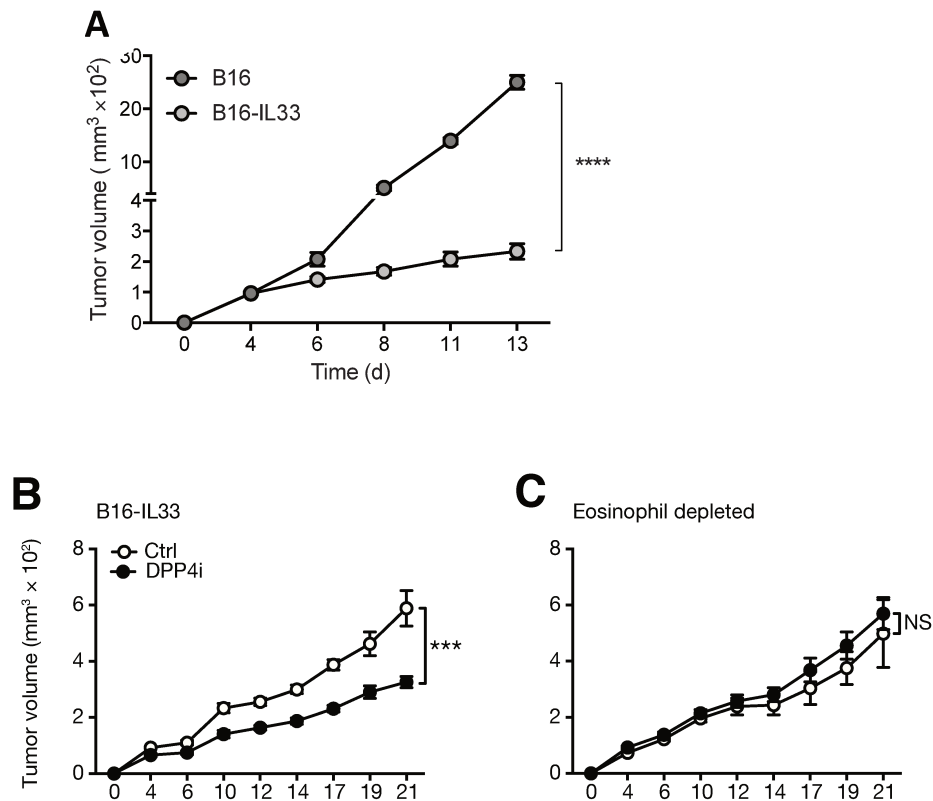 A
Tumor volume ( mm³ ×10²)
30
20
10
4
3
2
1
0
B16
B16-IL33
****
0 4 6 8 11 13
Time (d)
B
B16-IL33
Tumor volume (mm³ × 10²)
8
6
4
2
0
Ctrl
DPP4i
***
0 4 6 10 12 14 17 19 21
C
Eosinophil depleted
8
6
4
2
0
NS
0 4 6 10 12 14 17 19 21